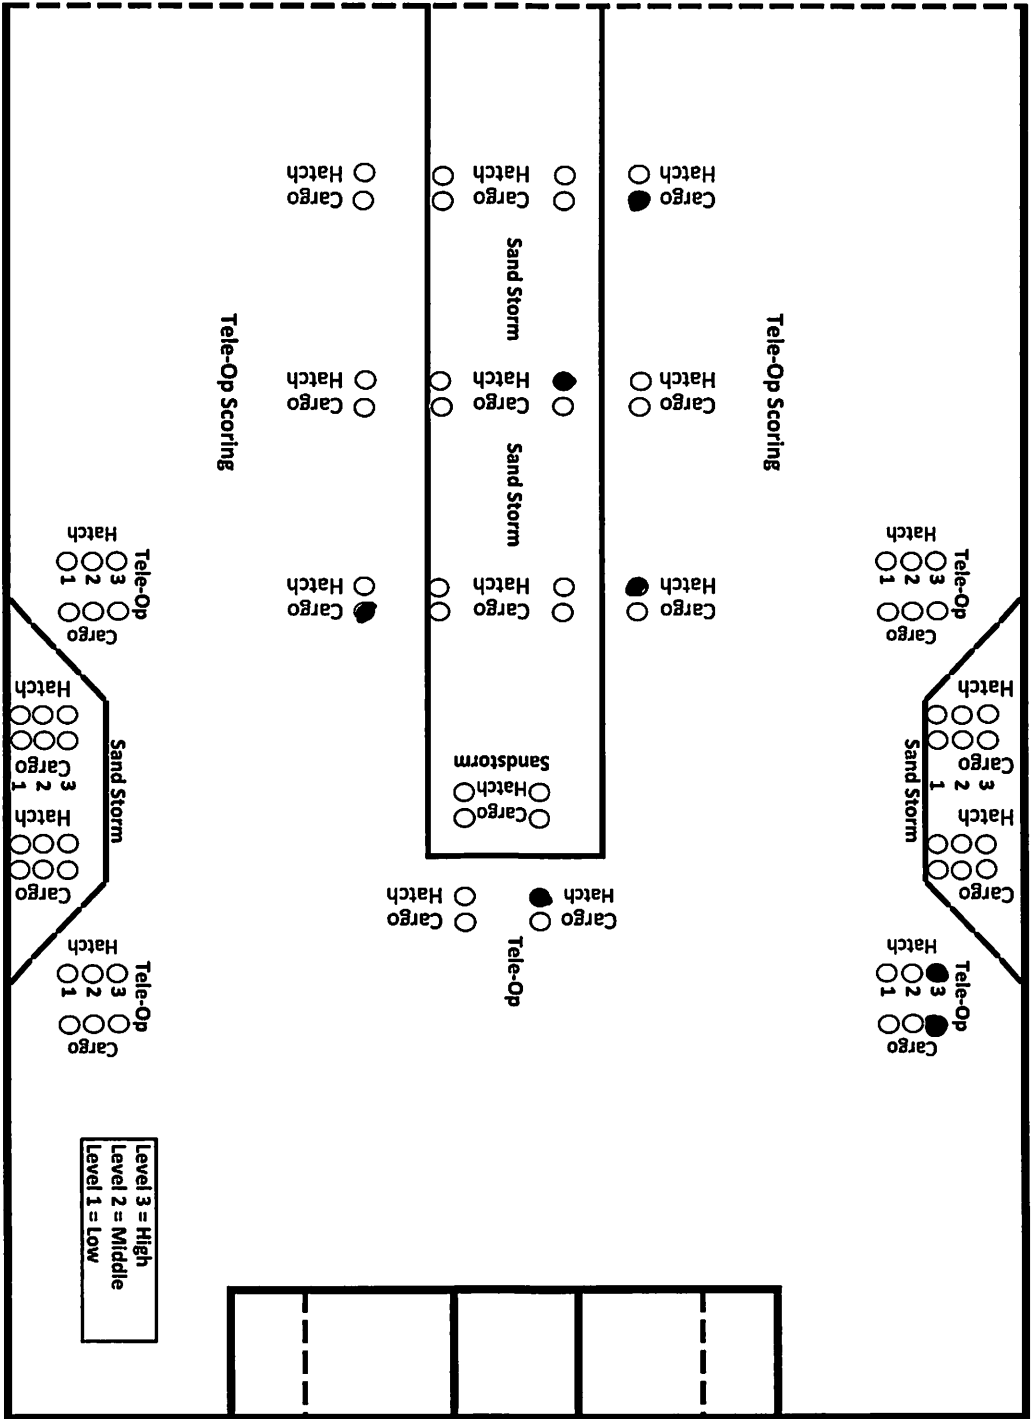 Hatch
Cargo
Hatch
Cargo
Hatch
Cargo
Sand Storm
Tele-Op Scoring
Tele-Op Scoring
Hatch
Cargo
Hatch
Cargo
Hatch
Cargo
Sand Storm
Hatch
Tele-Op
1 2 3
Cargo
Hatch
Tele-Op
1 2 3
Cargo
Hatch
Cargo
Hatch
Cargo
Hatch
Cargo
Hatch
Cargo
1 2 3
Hatch
Cargo
Sand Storm
Hatch
Cargo
1 2 3
Hatch
Cargo
Sand Storm
Sandstorm
Hatch
Cargo
Hatch
Cargo
Hatch
Cargo
Tele-Op
Hatch
Tele-Op
1 2 3
Cargo
Hatch
Tele-Op
1 2 3
Cargo
Level 3 = High
Level 2 = Middle
Level 1 = Low